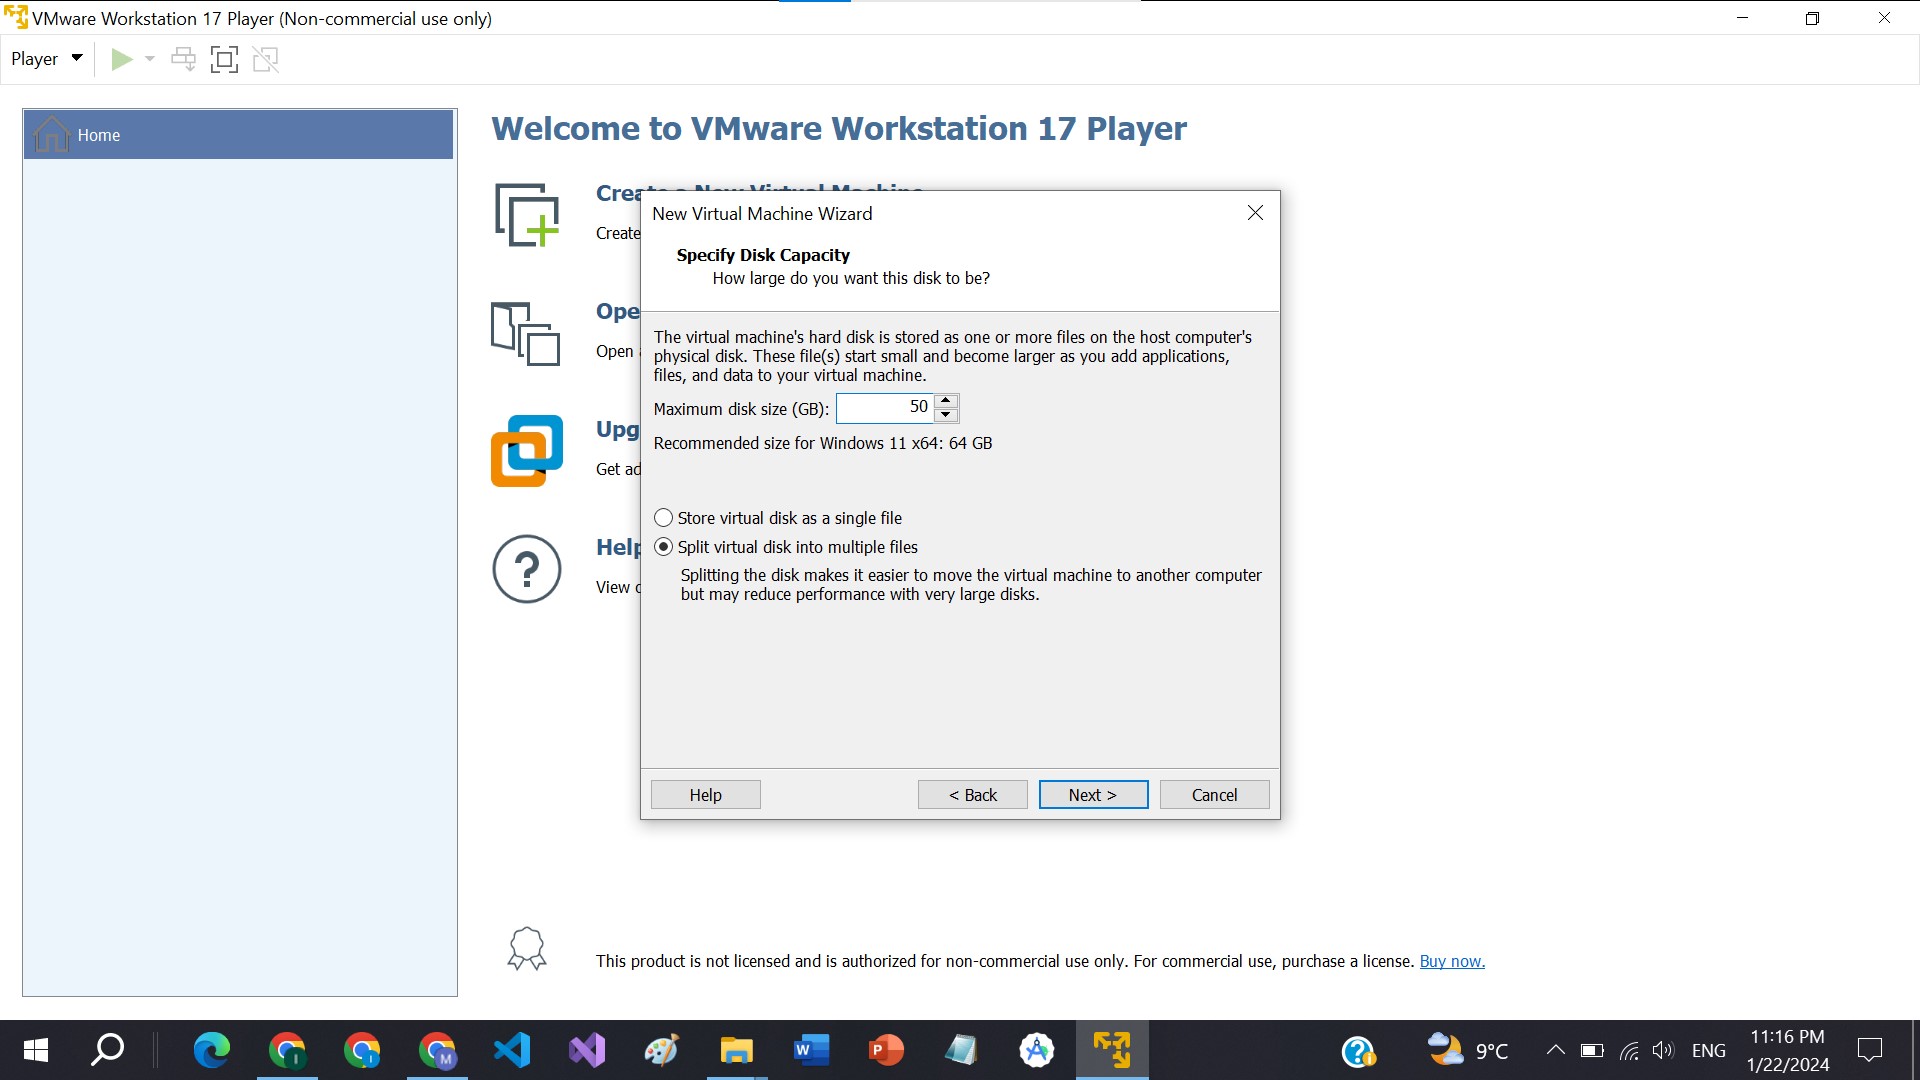 VMware Workstation 17 Player (Non-commercial use only)
Player
Home
Welcome to VMware Workstation 17 Player
Create a New Virtual Machine
Create
New Virtual Machine Wizard
Specify Disk Capacity
How large do you want this disk to be?
Ope
Open
The virtual machine's hard disk is stored as one or more files on the host computer's
physical disk. These file(s) start small and become larger as you add applications,
files, and data to your virtual machine.
Maximum disk size (GB): 50
Upg
Recommended size for Windows 11 x64: 64 GB
Get ad
Store virtual disk as a single file
Help
Split virtual disk into multiple files
View
Splitting the disk makes it easier to move the virtual machine to another computer
but may reduce performance with very large disks.
Help
< Back
Next >
Cancel
This product is not licensed and is authorized for non-commercial use only. For commercial use, purchase a license. Buy now.
9°C
ENG
11:16 PM
1/22/2024